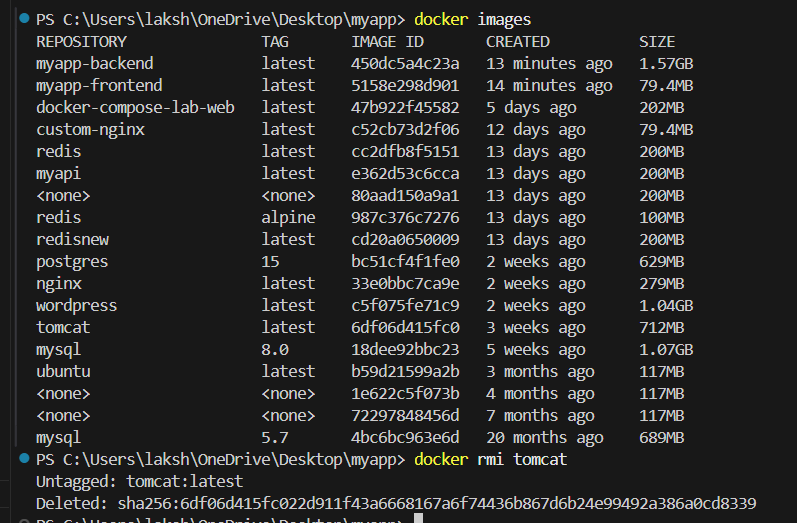 PS C:\Users\laksh\OneDrive\Desktop\myapp> docker images
REPOSITORY TAG IMAGE ID CREATED SIZE
myapp-backend latest 450dc5a4c23a 13 minutes ago 1.57GB
myapp-frontend latest 5158e298d901 14 minutes ago 79.4MB
docker-compose-lab-web latest 47b922f45582 5 days ago 202MB
custom-nginx latest c52cb73d2f06 12 days ago 79.4MB
redis latest cc2dfb8f5151 13 days ago 200MB
myapi latest e362d53c6cca 13 days ago 200MB
<none> <none> 80aad150a9a1 13 days ago 200MB
redis alpine 987c376c7276 13 days ago 100MB
redisnew latest cd20a0650009 13 days ago 200MB
postgres 15 bc51cf4f1fe0 2 weeks ago 629MB
nginx latest 33e0bbc7ca9e 2 weeks ago 279MB
wordpress latest c5f075fe71c9 2 weeks ago 1.04GB
tomcat latest 6df06d415fc0 3 weeks ago 712MB
mysql 8.0 18dee92bbc23 5 weeks ago 1.07GB
ubuntu latest b59d21599a2b 3 months ago 117MB
<none> <none> 1e622c5f073b 4 months ago 117MB
<none> <none> 72297848456d 7 months ago 117MB
mysql 5.7 4bc6bc963e6d 20 months ago 689MB
PS C:\Users\laksh\OneDrive\Desktop\myapp> docker rmi tomcat
Untagged: tomcat:latest
Deleted: sha256:6df06d415fc022d911f43a6668167a6f74436b867d6b24e99492a386a0cd8339
PS C:\Users\laksh\OneDrive\Desktop\myapp>